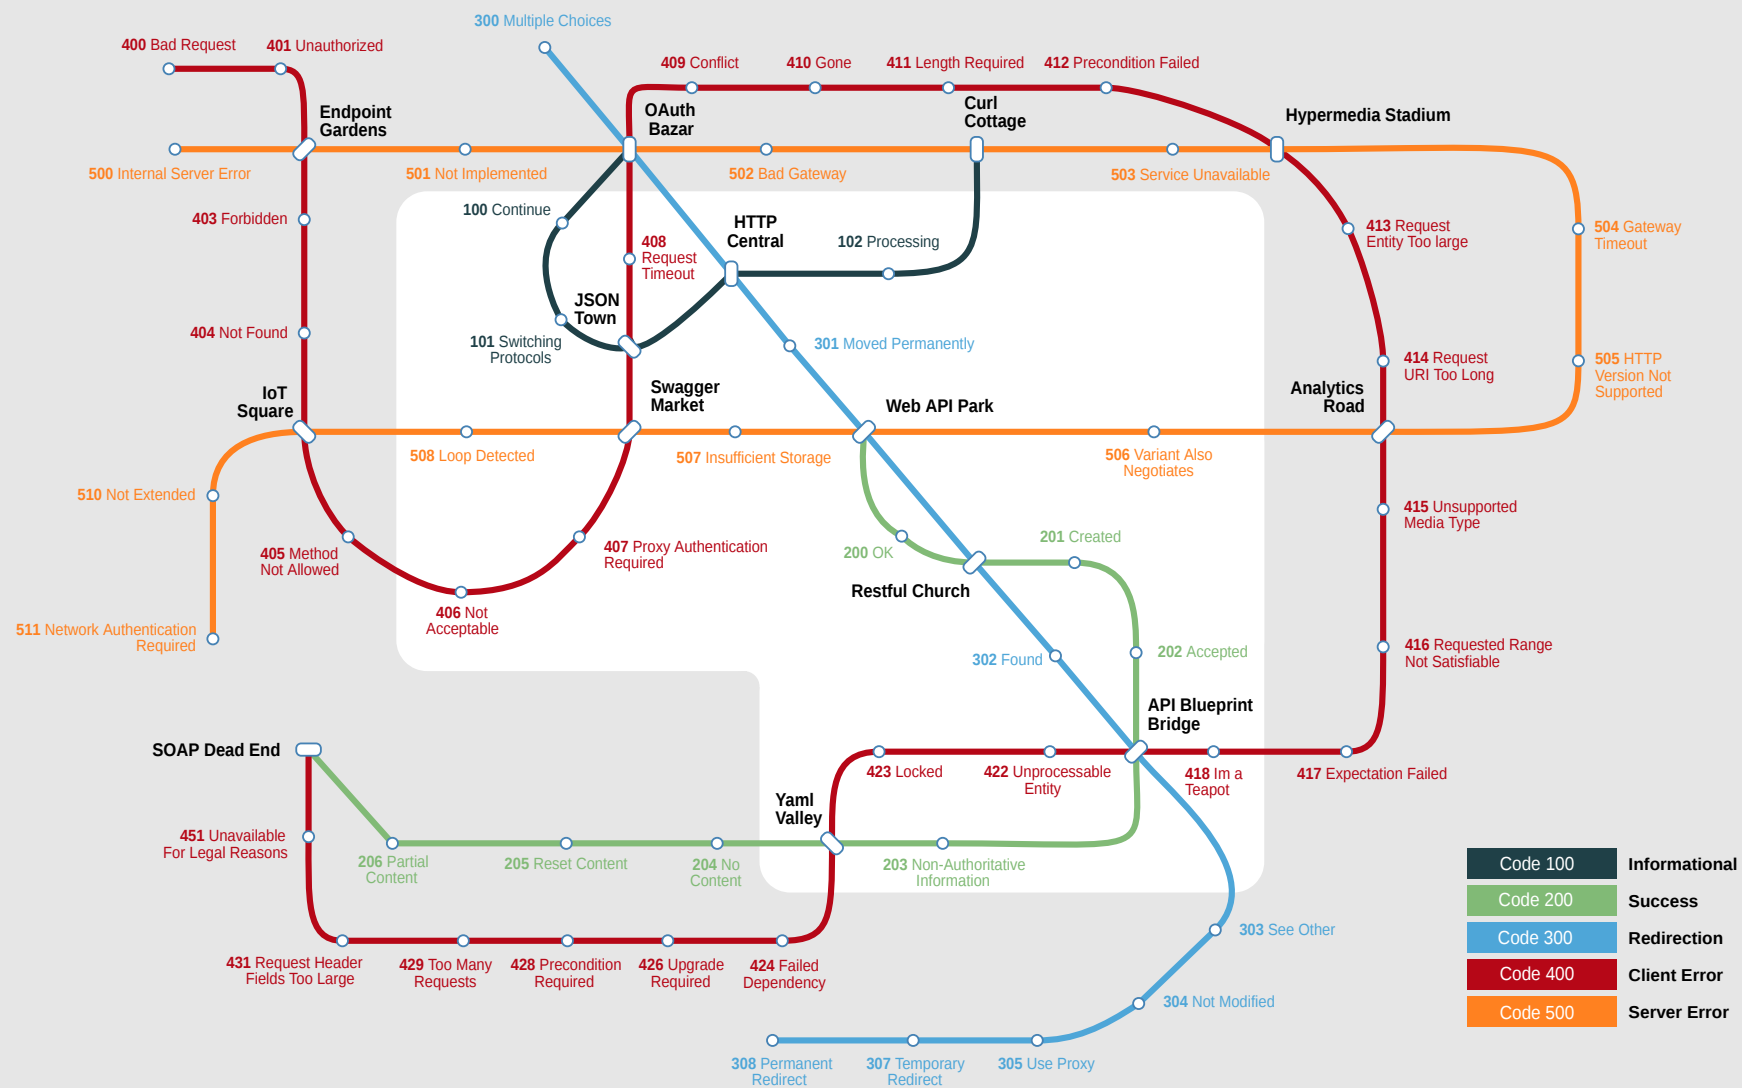 300 Multiple Choices
400 Bad Request
401 Unauthorized
409 Conflict
410 Gone
411 Length Required
412 Precondition Failed
Endpoint
Gardens
OAuth
Bazar
Curl
Cottage
Hypermedia Stadium
500 Internal Server Error
501 Not Implemented
502 Bad Gateway
503 Service Unavailable
403 Forbidden
100 Continue
408
Request
Timeout
HTTP
Central
102 Processing
413 Request
Entity Too large
504 Gateway
Timeout
404 Not Found
JSON
Town
101 Switching
Protocols
301 Moved Permanently
414 Request
URI Too Long
505 HTTP
Version Not
Supported
IoT
Square
Swagger
Market
Web API Park
Analytics
Road
508 Loop Detected
507 Insufficient Storage
506 Variant Also
Negotiates
510 Not Extended
415 Unsupported
Media Type
405 Method
Not Allowed
407 Proxy Authentication
Required
200 OK
201 Created
Restful Church
406 Not
Acceptable
511 Network Authentication
Required
302 Found
202 Accepted
416 Requested Range
Not Satisfiable
API Blueprint
Bridge
SOAP Dead End
423 Locked
422 Unprocessable
Entity
418 Im a
Teapot
417 Expectation Failed
Yaml
Valley
451 Unavailable
For Legal Reasons
206 Partial
Content
205 Reset Content
204 No
Content
203 Non-Authoritative
Information
431 Request Header
Fields Too Large
429 Too Many
Requests
428 Precondition
Required
426 Upgrade
Required
424 Failed
Dependency
303 See Other
304 Not Modified
308 Permanent
Redirect
307 Temporary
Redirect
305 Use Proxy
Code 100 Informational
Code 200 Success
Code 300 Redirection
Code 400 Client Error
Code 500 Server Error